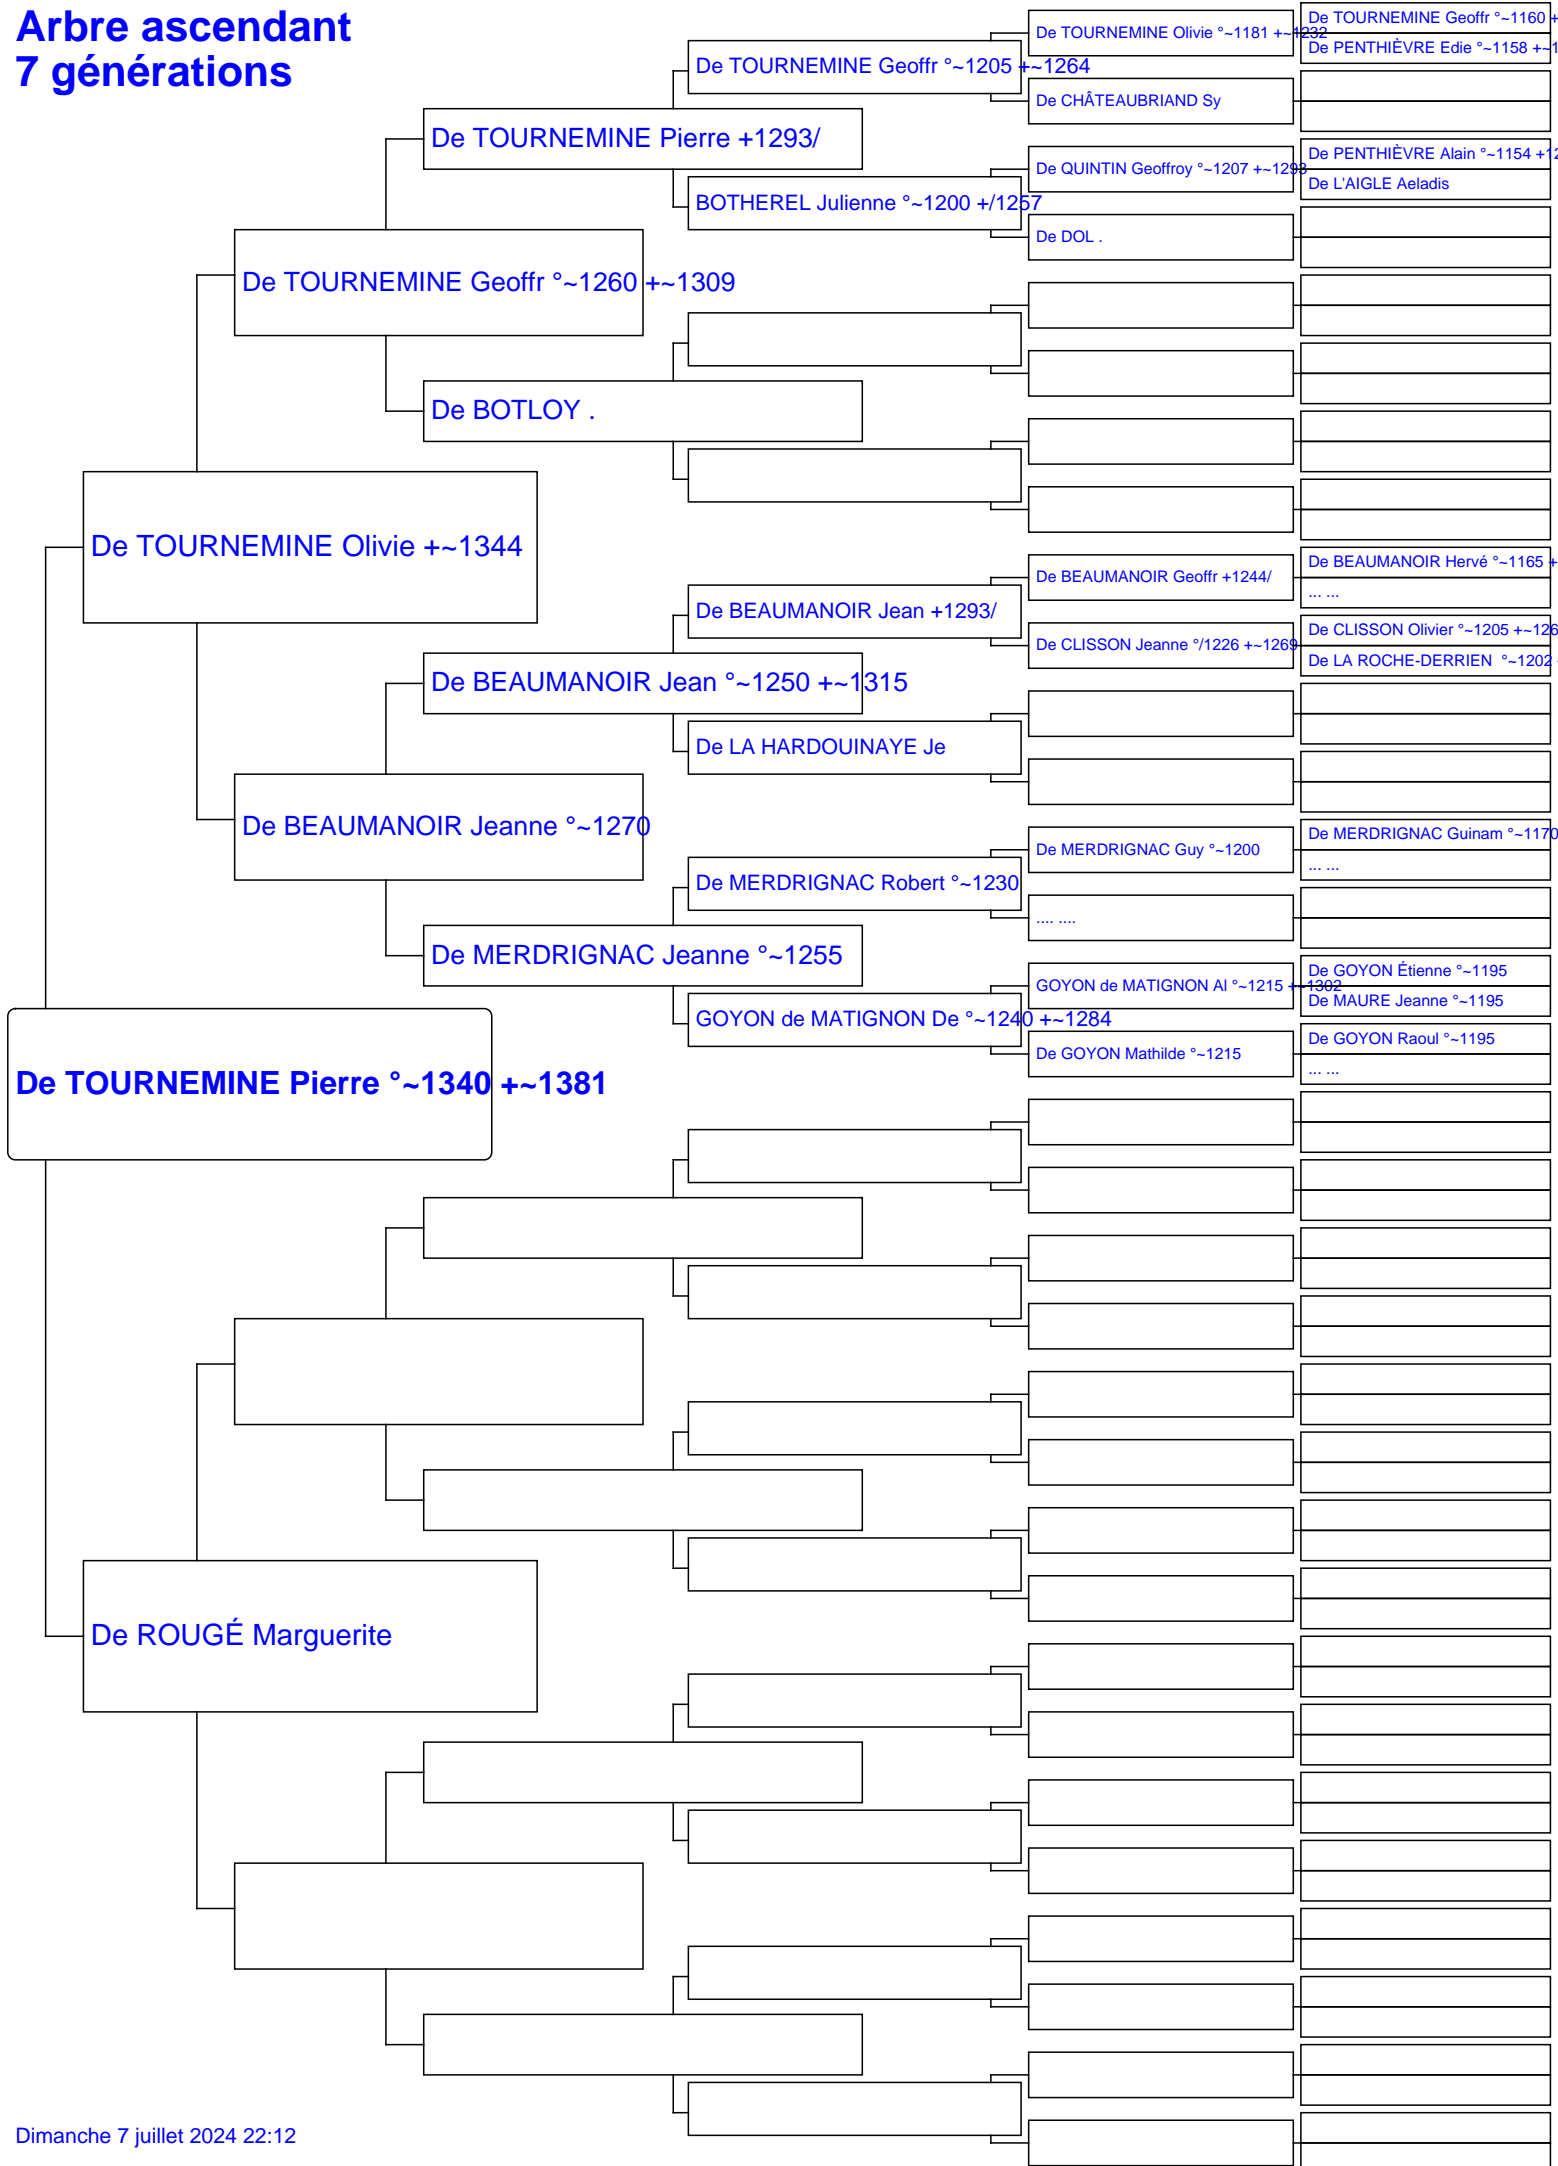 Arbre ascendant
7 générations
De TOURNEMINE Geoffr °~1160 +
De TOURNEMINE Olivie °~1181 +~1232
De PENTHIÈVRE Edie °~1158 +~1
De TOURNEMINE Geoffr °~1205 +~1264
De CHÂTEAUBRIAND Sy
De TOURNEMINE Pierre +1293/
De PENTHIÈVRE Alain °~1154 +12
De QUINTIN Geoffroy °~1207 +~1293
De L'AIGLE Aeladis
BOTHEREL Julienne °~1200 +/1257
De DOL .
De TOURNEMINE Geoffr °~1260 +~1309
De BOTLOY .
De TOURNEMINE Olivie +~1344
De BEAUMANOIR Hervé °~1165 +
De BEAUMANOIR Geoffr +1244/
... ...
De BEAUMANOIR Jean +1293/
De CLISSON Olivier °~1205 +~126
De CLISSON Jeanne °/1226 +~1269
De LA ROCHE-DERRIEN °~1202
De BEAUMANOIR Jean °~1250 +~1315
De LA HARDOUINAYE Je
De BEAUMANOIR Jeanne °~1270
De MERDRIGNAC Guinam °~1170
De MERDRIGNAC Guy °~1200
... ...
De MERDRIGNAC Robert °~1230
.... ....
De MERDRIGNAC Jeanne °~1255
De GOYON Étienne °~1195
GOYON de MATIGNON Al °~1215 +~1302
De MAURE Jeanne °~1195
GOYON de MATIGNON De °~1240 +~1284
De GOYON Raoul °~1195
De GOYON Mathilde °~1215
... ...
De TOURNEMINE Pierre °~1340 +~1381
De ROUGÉ Marguerite
Dimanche 7 juillet 2024 22:12